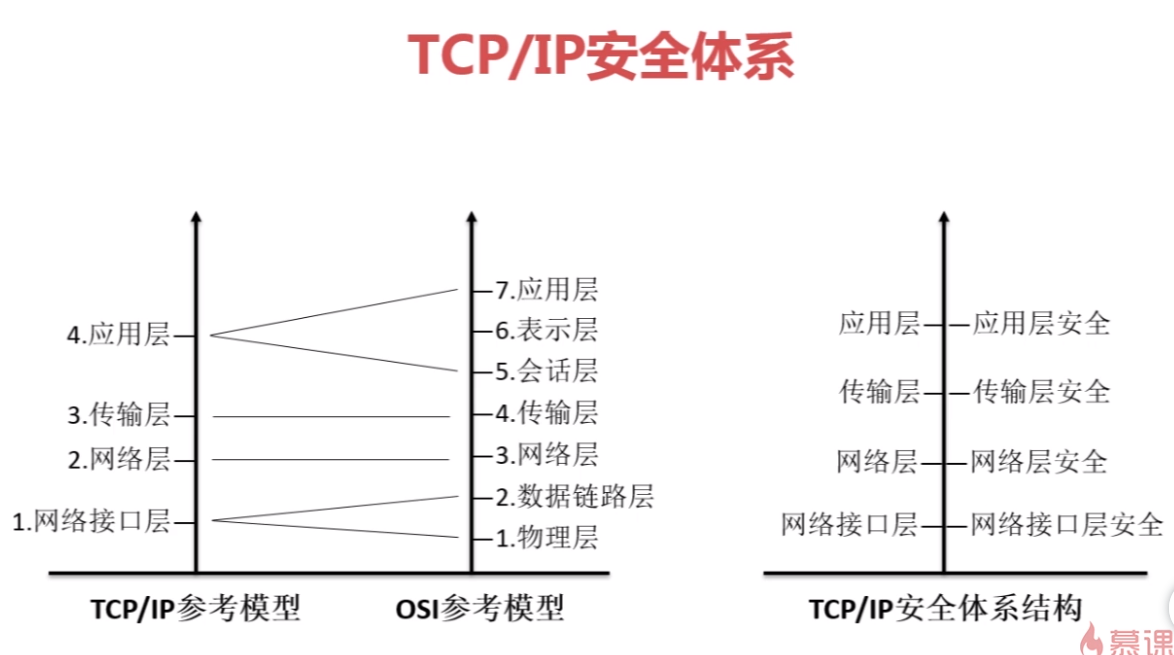 TCP/IP安全体系
7.应用层
4.应用层
6.表示层
5.会话层
3.传输层
4.传输层
2.网络层
3.网络层
2.数据链路层
1.网络接口层
1.物理层
TCP/IP参考模型
OSI参考模型
应用层
应用层安全
传输层
传输层安全
网络层
网络层安全
网络接口层
网络接口层安全
TCP/IP安全体系结构
慕课